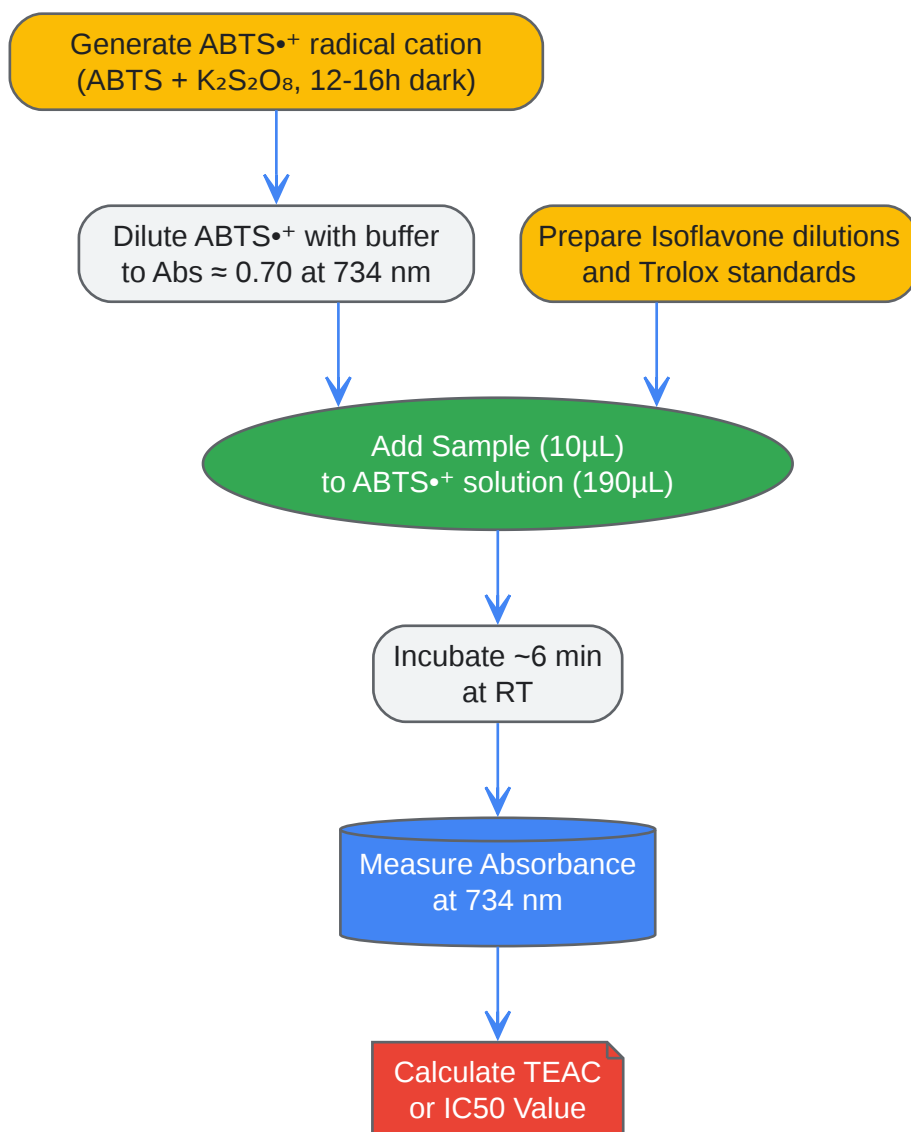 Generate ABTS•⁺ radical cation
(ABTS + K₂S₂O₈, 12-16h dark)
Dilute ABTS•⁺ with buffer
to Abs ≈ 0.70 at 734 nm
Prepare Isoflavone dilutions
and Trolox standards
Add Sample (10µL)
to ABTS•⁺ solution (190µL)
Incubate ~6 min
at RT
Measure Absorbance
at 734 nm
Calculate TEAC
or IC50 Value